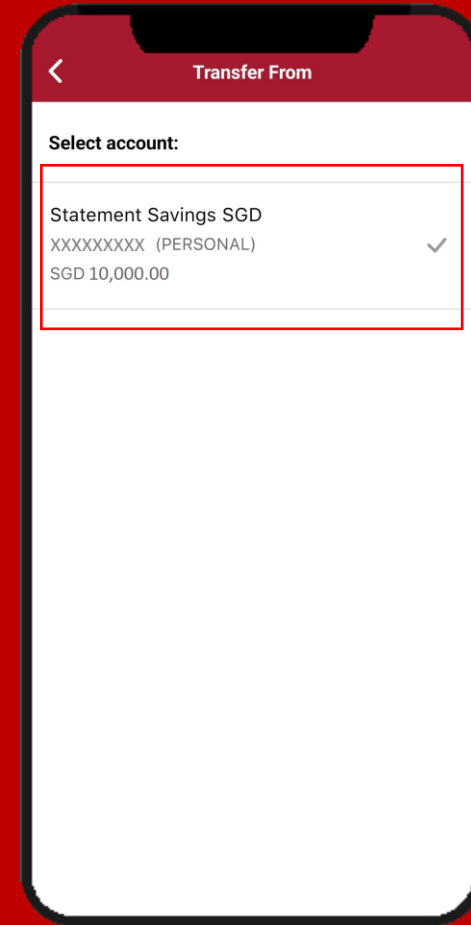 Transfer From
Select account:
Statement Savings SGD
XXXXXXXXX (PERSONAL)
SGD 10,000.00